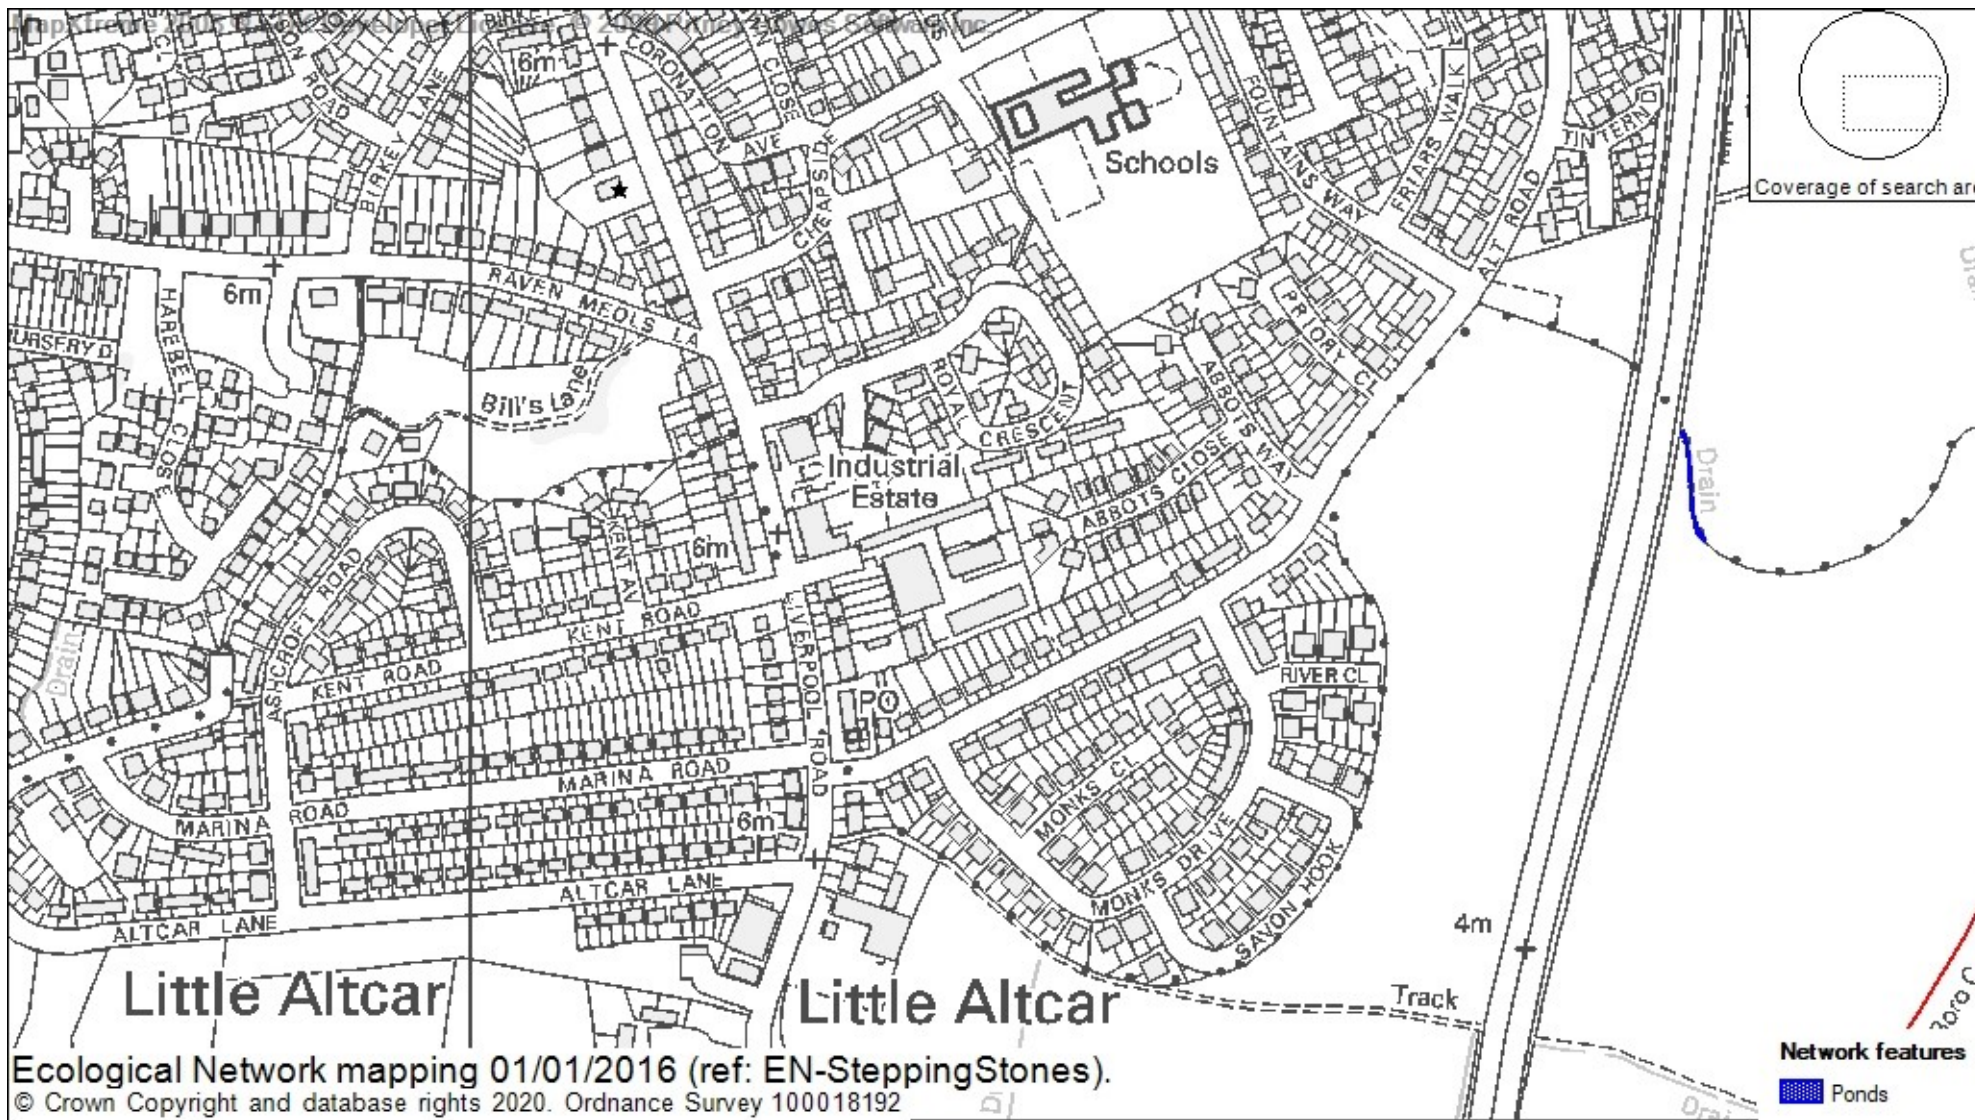 6m
CORONATION
AVE
CLOSE
ROAD
BIRKEY LANE
CHEAPSIDE
Schools
FOUNTAINS WAY
FRIARS WALK
ALT ROAD
TINTERN D
Coverage of search are
HAREBELL CLOSE
6m
RAVEN MEOLS LA
URSERY D
Bill's Lane
ROYAL
CRESCENT
PRIORY CL
ABBOTS WAY
ABBOTS CLOSE
Industrial
Estate
Drain
KENT AV
6m
ASHCROFT ROAD
KENT ROAD
KENT ROAD
LIVERPOOL ROAD
PO
RIVER CL
Drain
MARINA ROAD
MARINA ROAD
6m
MONKS CL
MONKS DRIVE
SAVON HOOK
ALTCAR LANE
ALTCAR LANE
4m
Little Altcar
Little Altcar
Track
Boro C
Ecological Network mapping 01/01/2016 (ref: EN-SteppingStones).
© Crown Copyright and database rights 2020. Ordnance Survey 100018192
Network features
Ponds